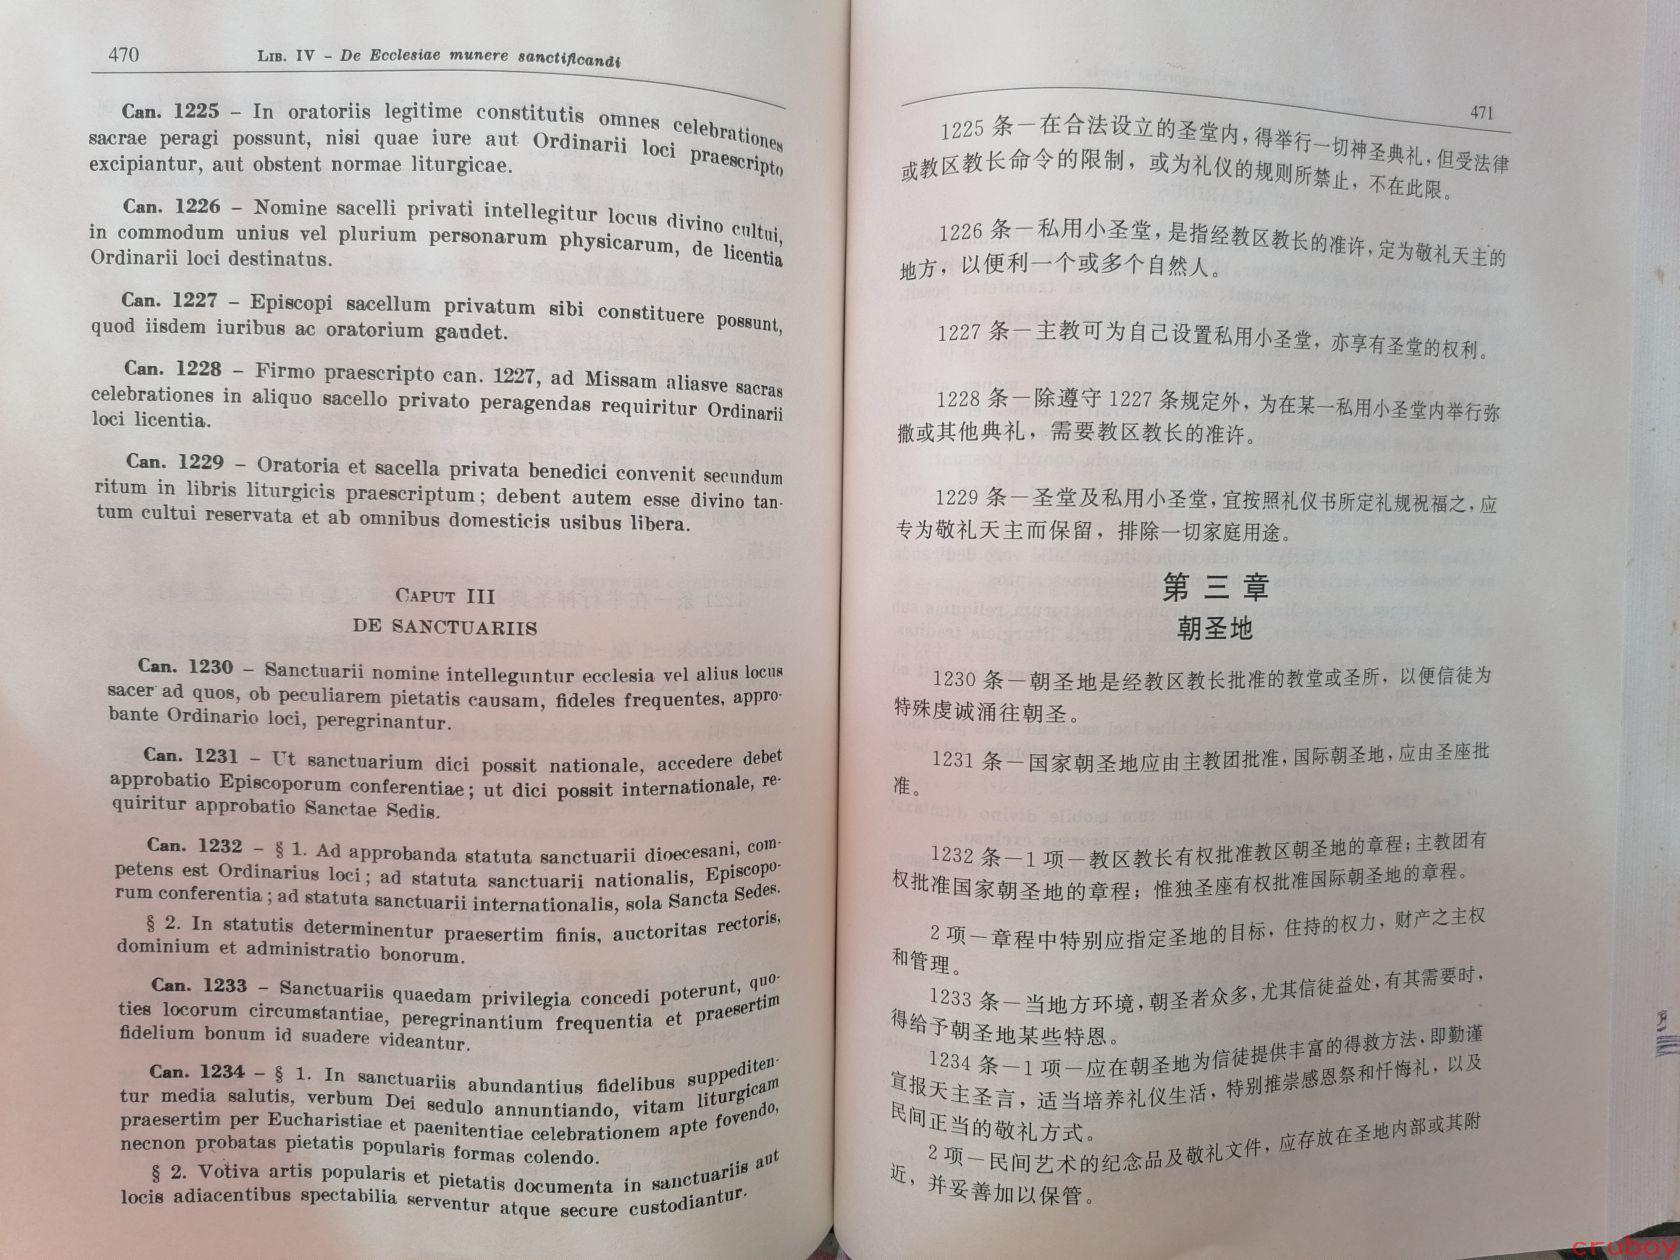 470
LIB. IV – De Ecclesiae munere sanctificandi
Can. 1225 – In oratoriis legitime constitutis omnes celebrationes
sacrae peragi possunt, nisi quae iure aut Ordinarii loci praescripto
excipiantur, aut obstent normae liturgicae.
Can. 1226 – Nomine sacelli privati intellegitur locus divino cultui,
in commodum unius vel plurium personarum physicarum, de licentia
Ordinarii loci destinatus.
Can. 1227 – Episcopi sacellum privatum sibi constituere possunt,
quod iisdem iuribus ac oratorium gaudet.
Can. 1228 – Firmo praescripto can. 1227, ad Missam aliasve sacras
celebrationes in aliquo sacello privato peragendas requiritur Ordinarii
loci licentia.
Can. 1229 – Oratoria et sacella privata benedici convenit secundum
ritum in libris liturgicis praescriptum; debent autem esse divino tan-
tum cultui reservata et ab omnibus domesticis usibus libera.
CAPUT III
DE SANCTUARIIS
Can. 1230 – Sanctuarii nomine intelleguntur ecclesia vel alius locus
sacer ad quos, ob peculiarem pietatis causam, fideles frequentes, appro-
bante Ordinario loci, peregrinantur.
Can. 1231 – Ut sanctuarium dici possit nationale, accedere debet
approbatio Episcoporum conferentiae; ut dici possit internationale, re-
quiritur approbatio Sanctae Sedis.
Can. 1232 – § 1. Ad approbanda statuta sanctuarii dioecesani, com-
petens est Ordinarius loci; ad statuta sanctuarii nationalis, Episcopo-
rum conferentia; ad statuta sanctuarii internationalis, sola Sancta Sedes.
§ 2. In statutis determinentur praesertim finis, auctoritas rectoris,
dominium et administratio bonorum.
Can. 1233 – Sanctuariis quaedam privilegia concedi poterunt, quo-
ties locorum circumstantiae, peregrinantium frequentia et praesertim
fidelium bonum id suadere videantur.
Can. 1234 – § 1. In sanctuariis abundantius fidelibus suppediten-
tur media salutis, verbum Dei sedulo annuntiando, vitam liturgicam
praesertim per Eucharistiae et paenitentiae celebrationem apte fovendo,
necnon probatas pietatis popularis formas colendo.
§ 2. Votiva artis popularis et pietatis documenta in sanctuariis aut
locis adiacentibus spectabilia serventur atque secure custodiantur.
471
1225 条－在合法设立的圣堂内，得举行一切神圣典礼，但受法律
或教区教长命令的限制，或为礼仪的规则所禁止，不在此限。
1226 条－私用小圣堂，是指经教区教长的准许，定为敬礼天主的
地方，以便利一个或多个自然人。
1227 条－主教可为自己设置私用小圣堂，亦享有圣堂的权利。
1228 条－除遵守 1227 条规定外，为在某一私用小圣堂内举行弥
撒或其他典礼，需要教区教长的准许。
1229 条－圣堂及私用小圣堂，宜按照礼仪书所定礼规祝福之，应
专为敬礼天主而保留，排除一切家庭用途。
第 三 章
朝圣地
1230 条－朝圣地是经教区教长批准的教堂或圣所，以便信徒为
特殊虔诚涌往朝圣。
1231 条－国家朝圣地应由主教团批准，国际朝圣地，应由圣座批
准。
1232 条－1 项－教区教长有权批准教区朝圣地的章程；主教团有
权批准国家朝圣地的章程；惟独圣座有权批准国际朝圣地的章程。
2 项－章程中特别应指定圣地的目标，住持的权力，财产之主权
和管理。
1233 条－当地方环境，朝圣者众多，尤其信徒益处，有其需要时，
得给予朝圣地某些特恩。
1234 条－1 项－应在朝圣地为信徒提供丰富的得救方法，即勤谨
宣报天主圣言，适当培养礼仪生活，特别推崇感恩祭和忏悔礼，以及
民间正当的敬礼方式。
2 项－民间艺术的纪念品及敬礼文件，应存放在圣地内部或其附
近，并妥善加以保管。
cruboy